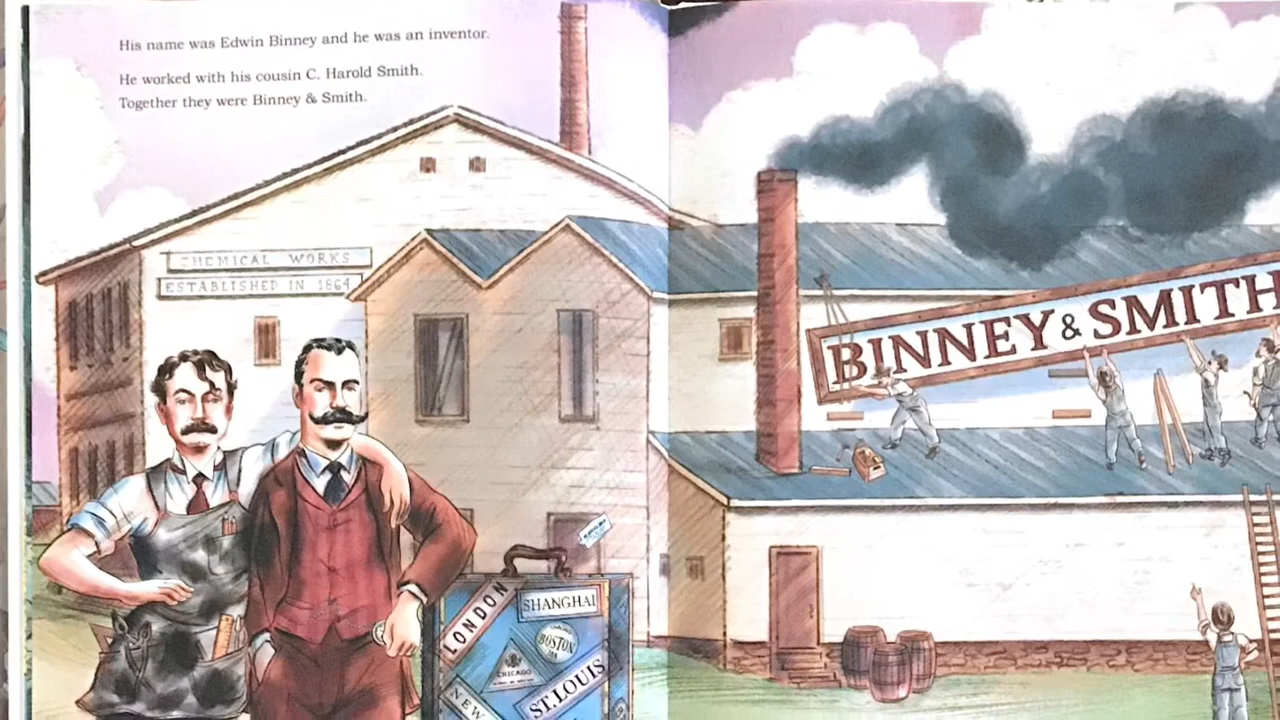 His name was Edwin Binney and he was an inventor.
He worked with his cousin C. Harold Smith.
Together they were Binney & Smith.
CHEMICAL WORKS
ESTABLISHED IN 1864
BINNEY & SMITH
LONDON
SHANGHAI
BOSTON
CHICAGO
ST. LOUIS
NEW